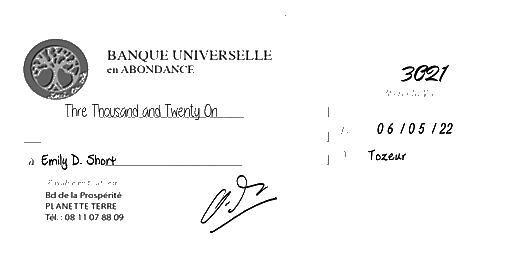 BANQUE UNIVERSELLE
en ABONDANCE
3021
Thre Thousand and Twenty On
06/05/22
à Emily D. Short
Tozeur
Bd de la Prospérité
PLANETTE TERRE
Tél. : 08 11 07 88 09